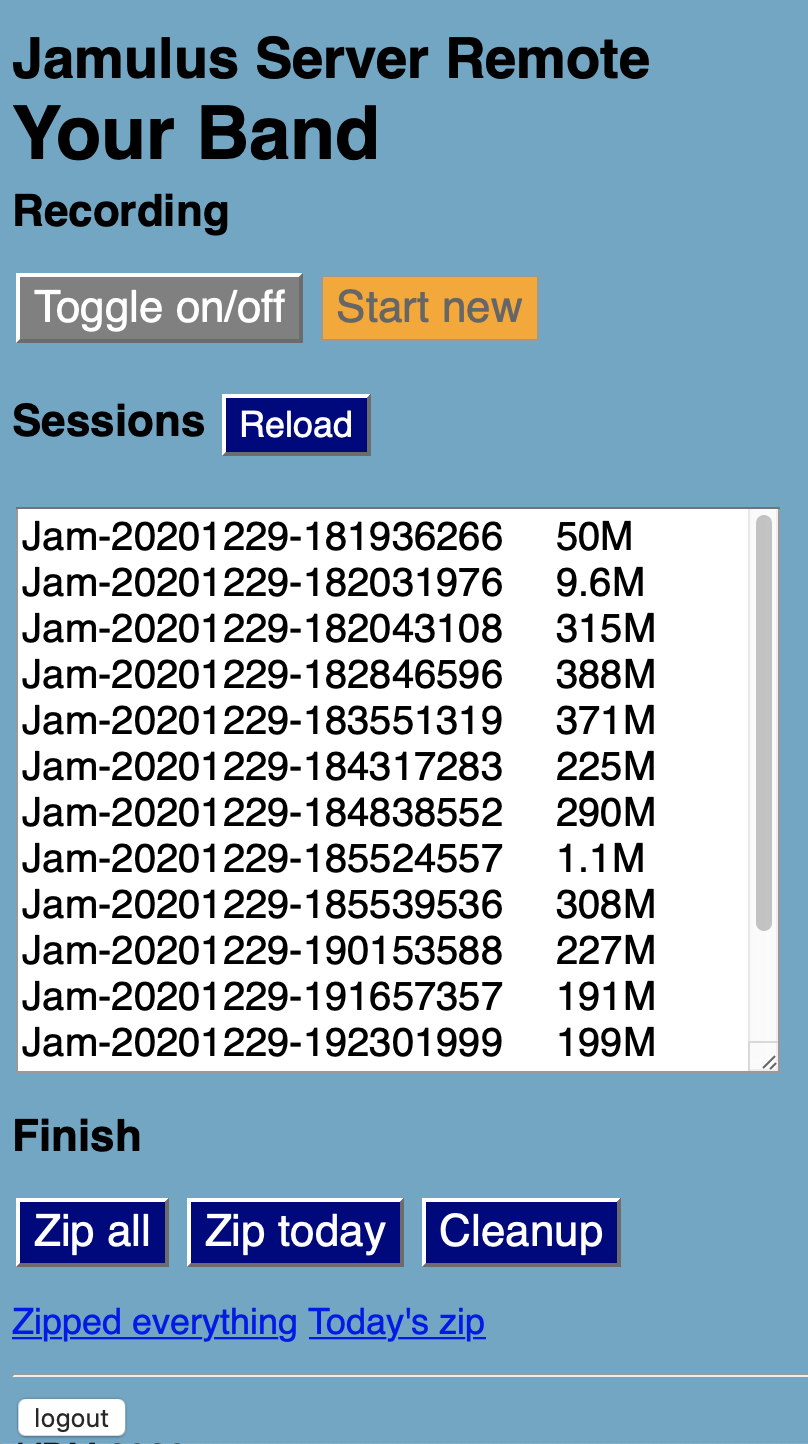 Jamulus Server Remote
Your Band
Recording
Toggle on/off Start new
Sessions Reload
Jam-20201229-181936266 50M
Jam-20201229-182031976 9.6M
Jam-20201229-182043108 315M
Jam-20201229-182846596 388M
Jam-20201229-183551319 371M
Jam-20201229-184317283 225M
Jam-20201229-184838552 290M
Jam-20201229-185524557 1.1M
Jam-20201229-185539536 308M
Jam-20201229-190153588 227M
Jam-20201229-191657357 191M
Jam-20201229-192301999 199M
Finish
Zip all Zip today Cleanup
Zipped everything Today's zip
logout